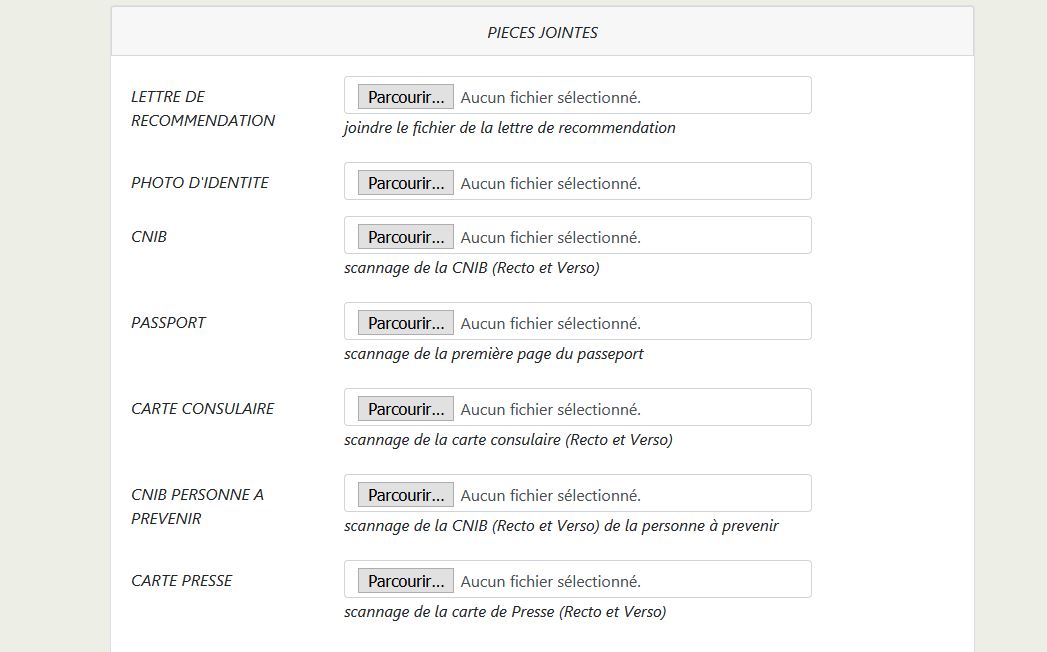 PIECES JOINTES
LETTRE DE
RECOMMENDATION
Parcourir... Aucun fichier sélectionné.
joindre le fichier de la lettre de recommendation
PHOTO D'IDENTITE
Parcourir... Aucun fichier sélectionné.
CNIB
Parcourir... Aucun fichier sélectionné.
scannage de la CNIB (Recto et Verso)
PASSPORT
Parcourir... Aucun fichier sélectionné.
scannage de la première page du passeport
CARTE CONSULAIRE
Parcourir... Aucun fichier sélectionné.
scannage de la carte consulaire (Recto et Verso)
CNIB PERSONNE A
PREVENIR
Parcourir... Aucun fichier sélectionné.
scannage de la CNIB (Recto et Verso) de la personne à prevenir
CARTE PRESSE
Parcourir... Aucun fichier sélectionné.
scannage de la carte de Presse (Recto et Verso)